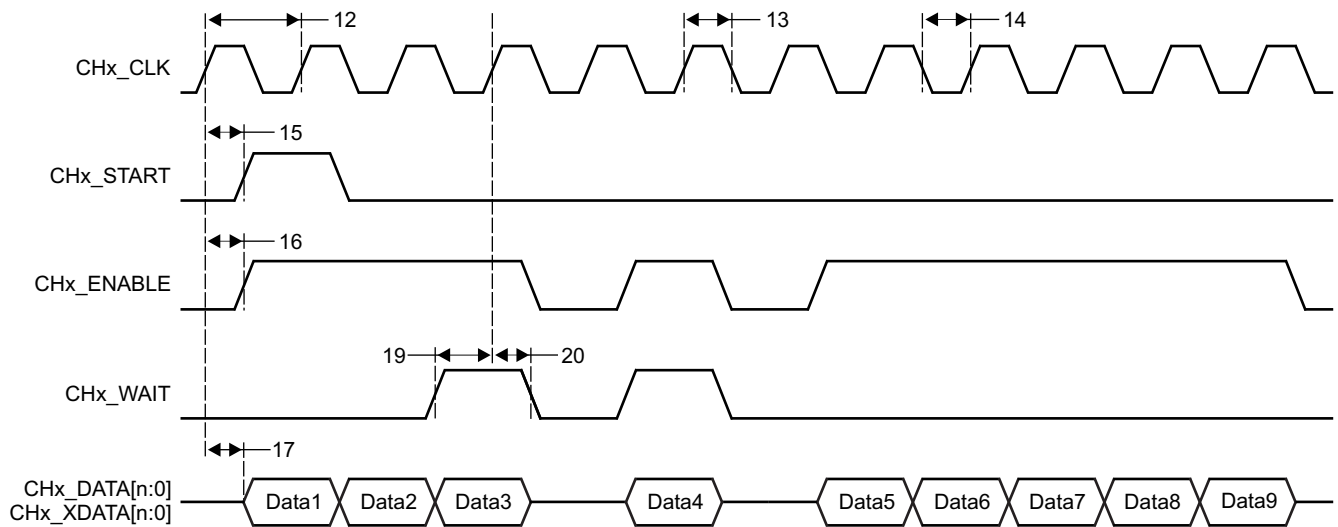 12
13
14
CHx_CLK
15
CHx_START
16
CHx_ENABLE
19
20
CHx_WAIT
17
CHx_DATA[n:0]
CHx_XDATA[n:0]
Data1 Data2 Data3 Data4 Data5 Data6 Data7 Data8 Data9